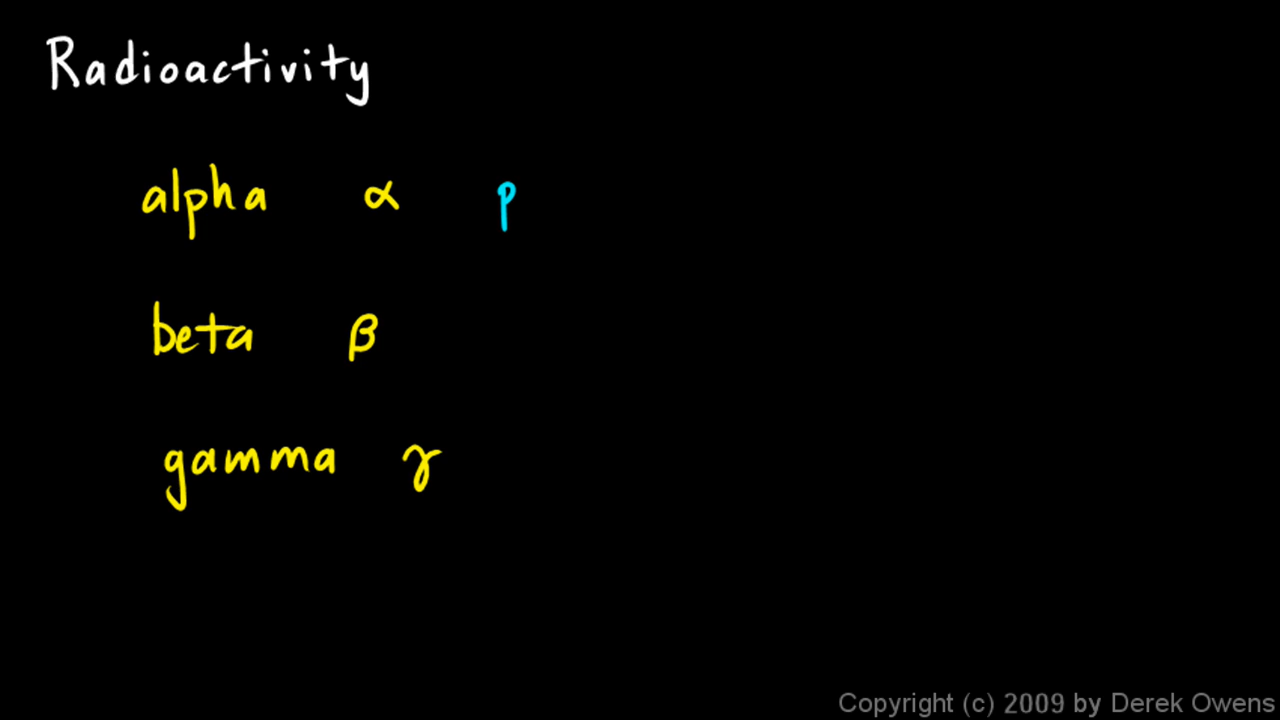 Radioactivity
alpha α p
beta β
gamma γ
Copyright (c) 2009 by Derek Owens